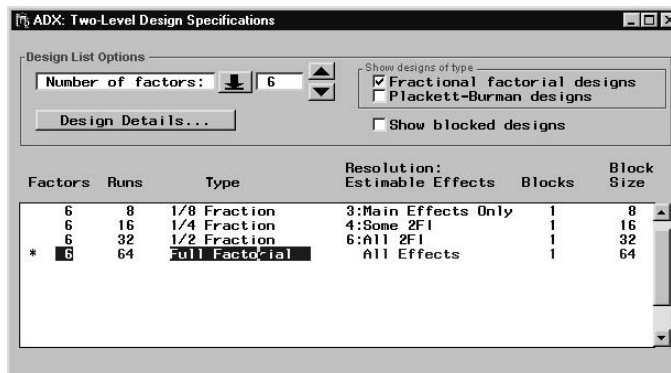 ADX: Two-Level Design Specifications
Design List Options
Number of factors: 6
Design Details...
Show designs of type
Fractional factorial designs
Plackett-Burman designs
Show blocked designs
Resolution: Block
Factors Runs Type Estimable Effects Blocks Size
6 8 1/8 Fraction 3:Main Effects Only 1 8
6 16 1/4 Fraction 4:Some 2FI 1 16
6 32 1/2 Fraction 6:All 2FI 1 32
* 6 64 Full Factorial All Effects 1 64